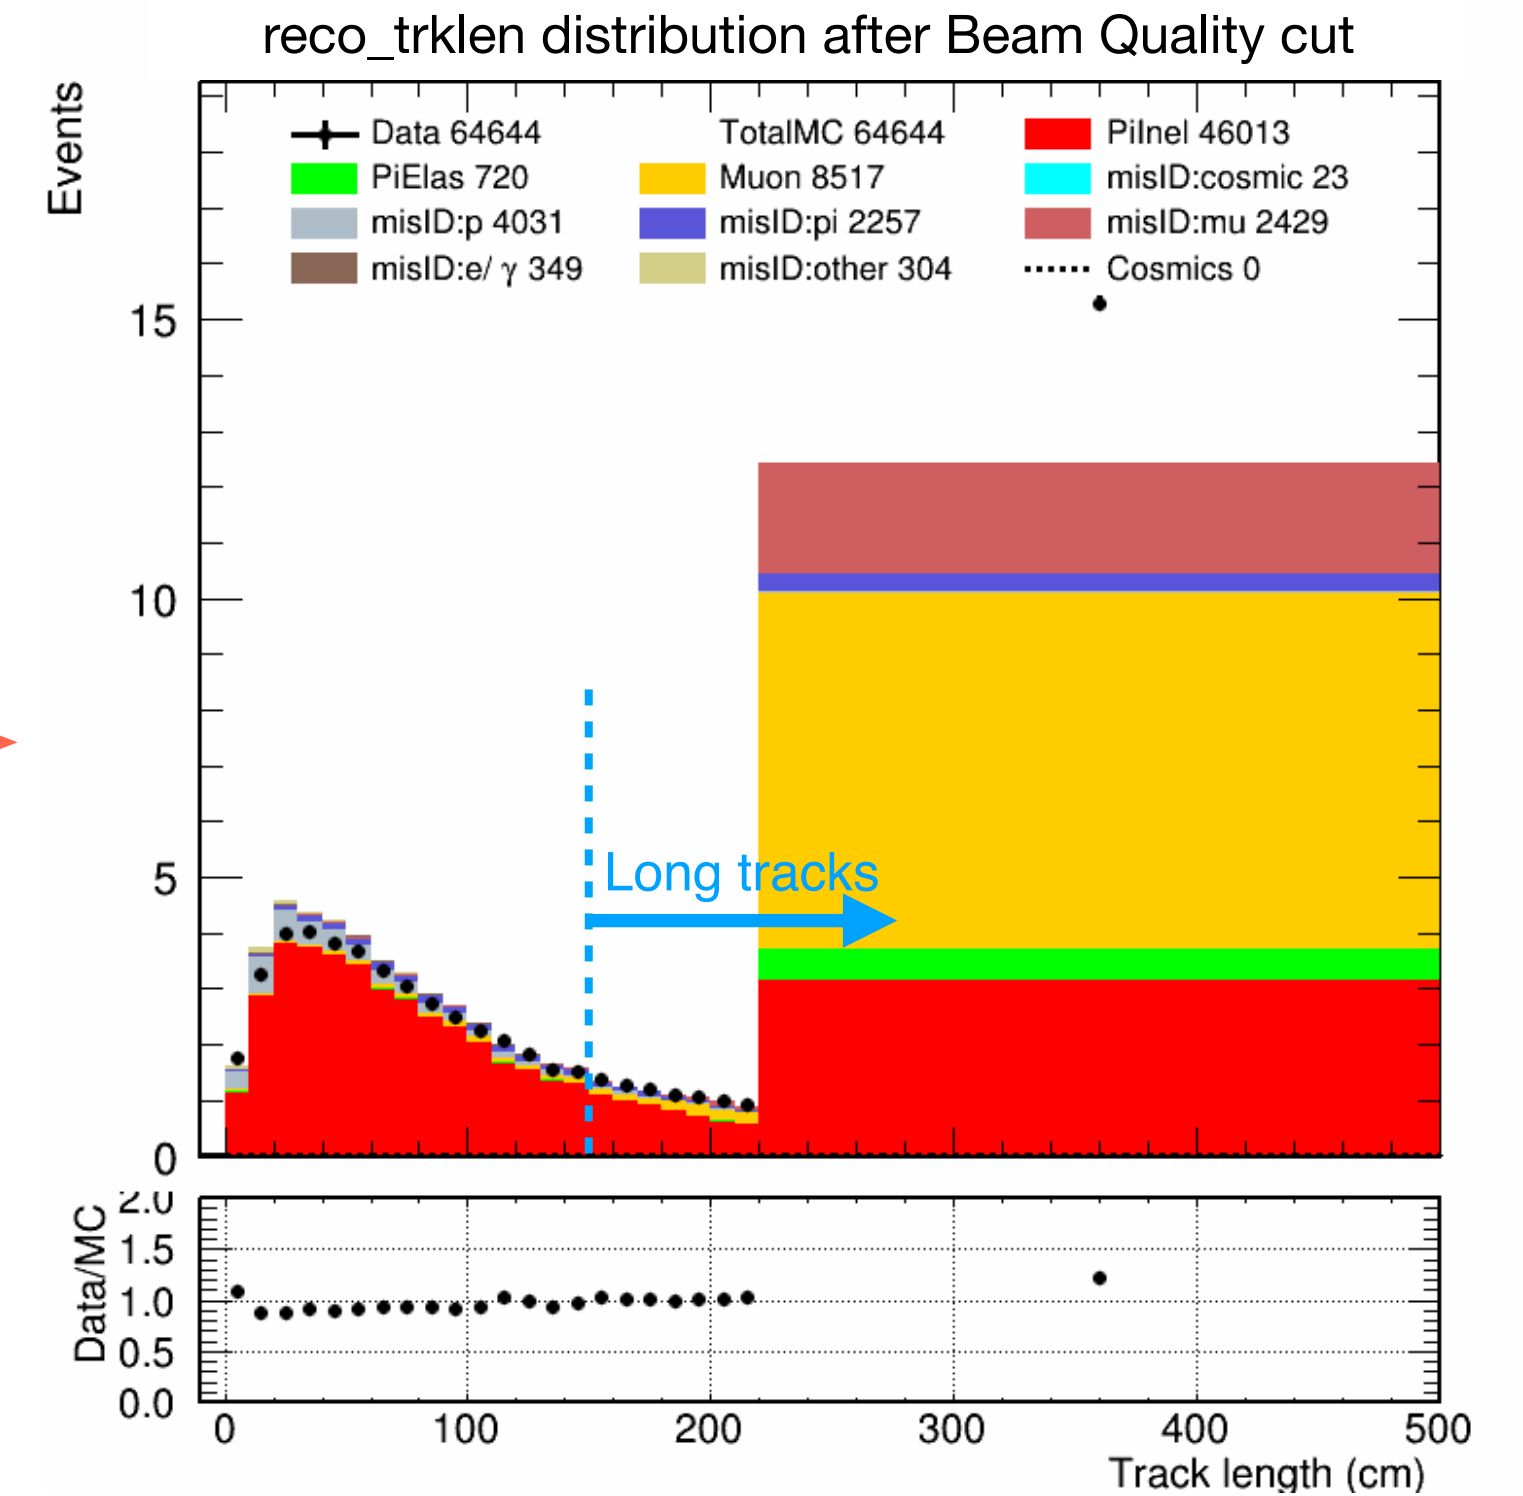 reco_trklen distribution after Beam Quality cut
Events
Data 64644 TotalMC 64644 PiInel 46013
PiElas 720 Muon 8517 misID:cosmic 23
misID:p 4031 misID:pi 2257 misID:mu 2429
misID:e/ γ 349 misID:other 304 Cosmics 0
15
10
5
0
Long tracks
Data/MC
2.0
1.5
1.0
0.5
0.0
0 100 200 300 400 500
Track length (cm)